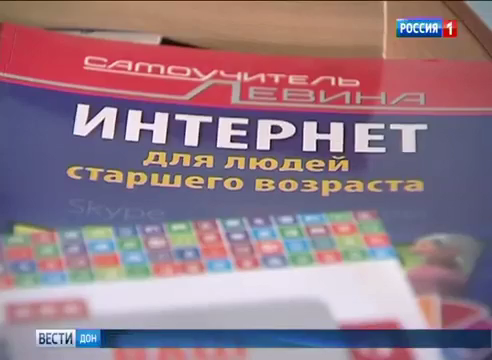 РОССИЯ 1
САМОУЧИТЕЛЬ
ЛЕВИНА
ИНТЕРНЕТ
для людей
старшего возраста
Skype
ВЕСТИ ДОН